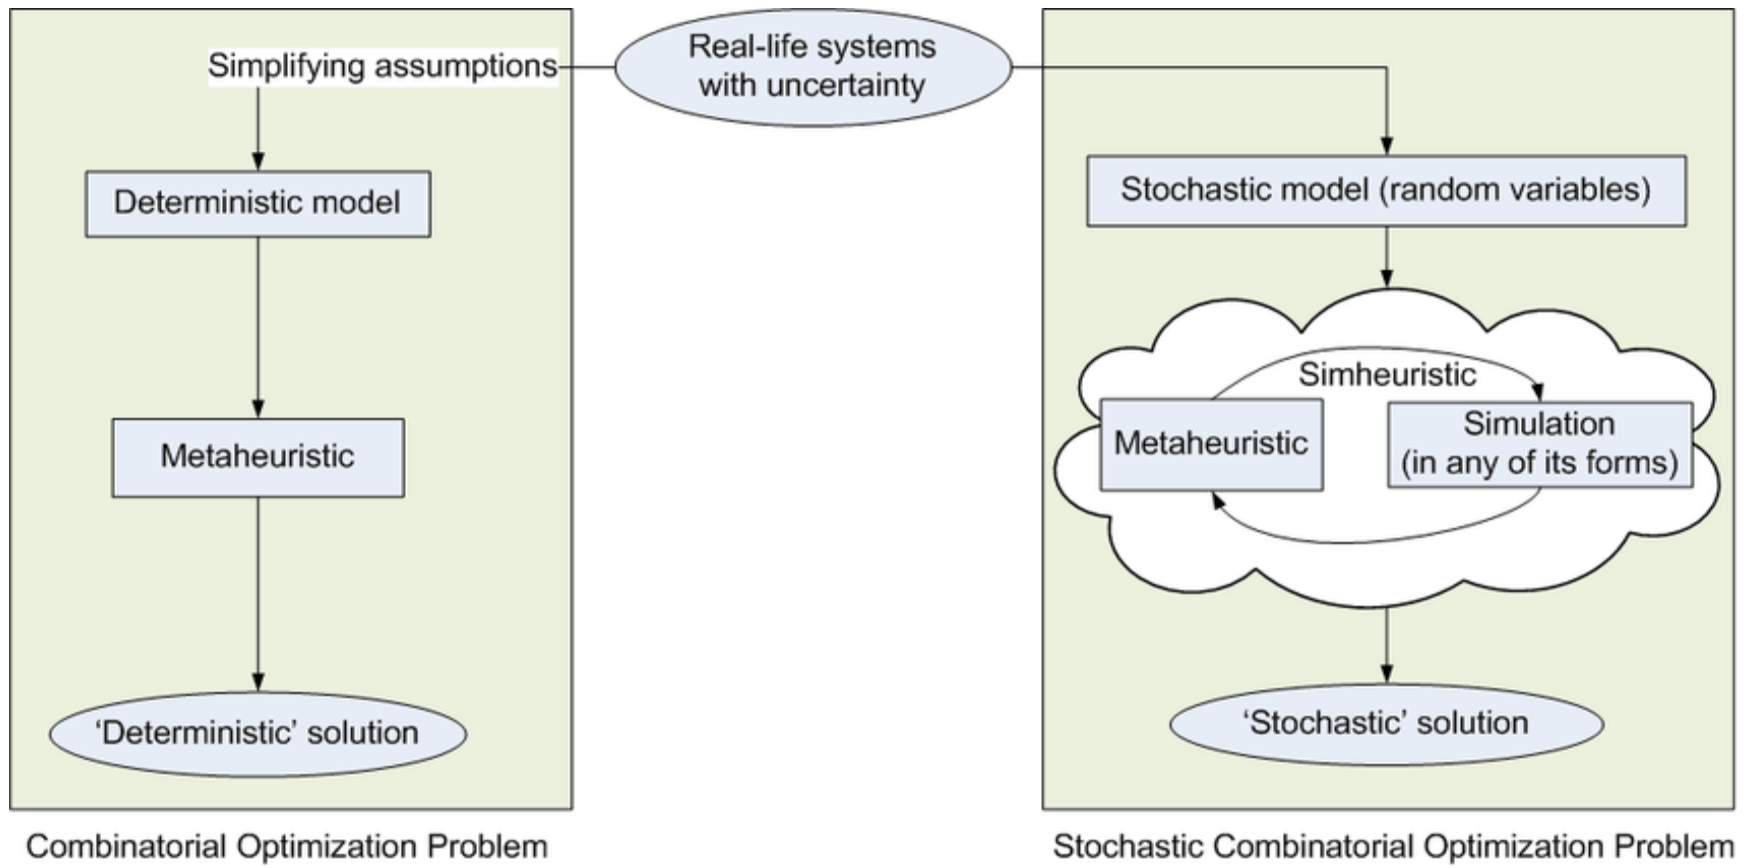 Real-life systems
with uncertainty
Simplifying assumptions
Deterministic model
Metaheuristic
‘Deterministic’ solution
Combinatorial Optimization Problem
Stochastic model (random variables)
Simheuristic
Metaheuristic
Simulation
(in any of its forms)
‘Stochastic’ solution
Stochastic Combinatorial Optimization Problem